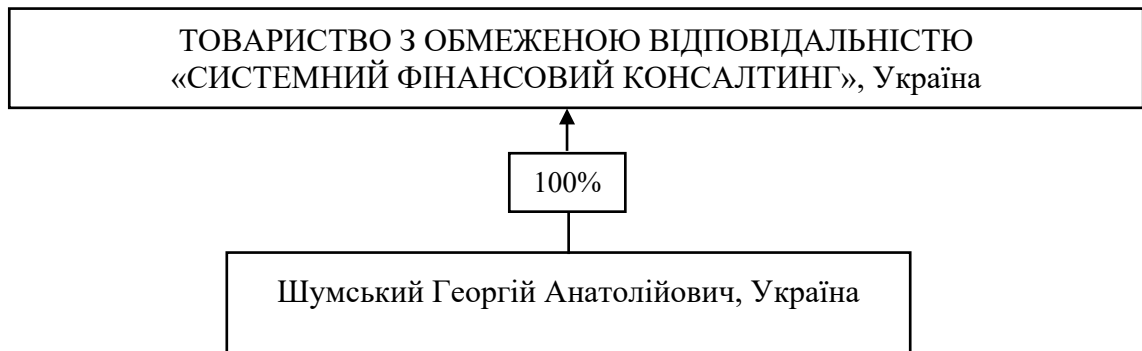 ТОВАРИСТВО З ОБМЕЖЕНОЮ ВІДПОВІДАЛЬНІСТЮ
«СИСТЕМНИЙ ФІНАНСОВИЙ КОНСАЛТИНГ», Україна
100%
Шумський Георгій Анатолійович, Україна